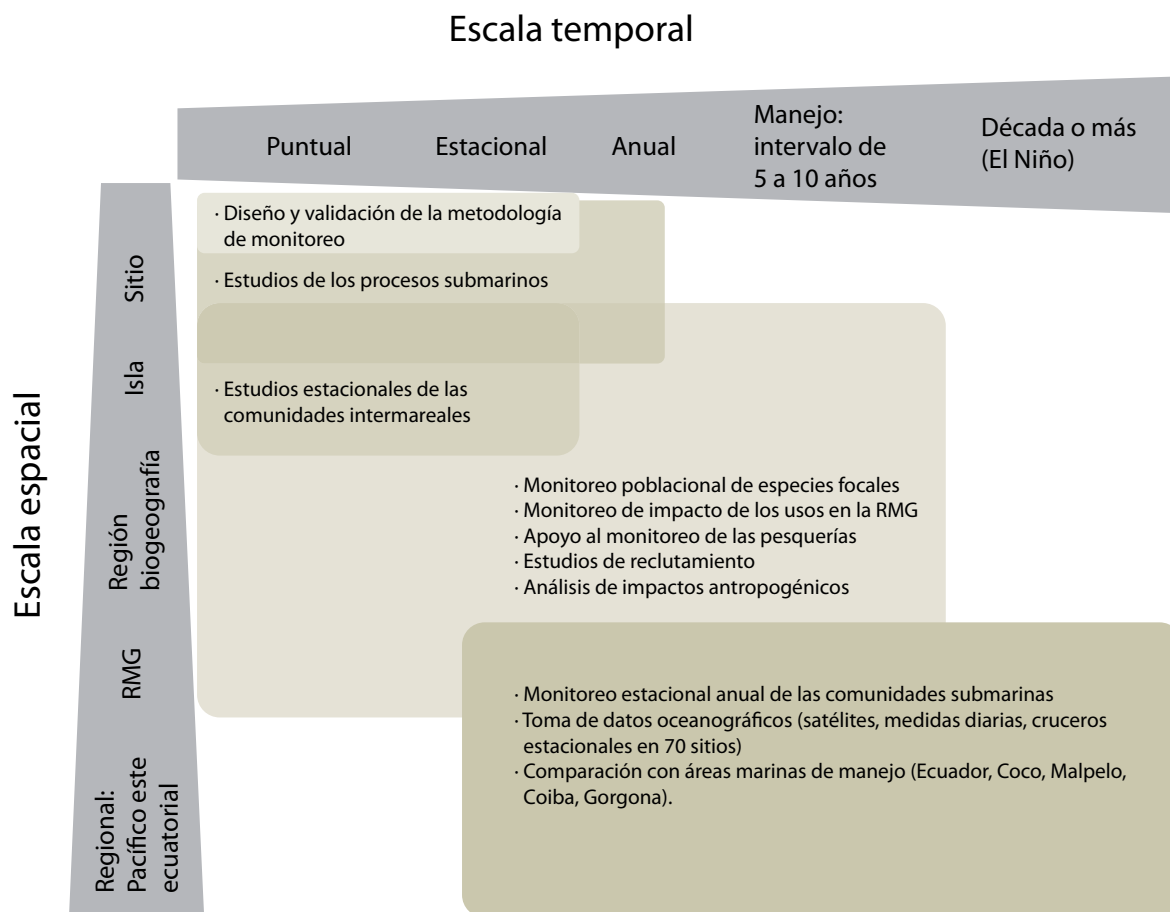 Escala temporal
Puntual
Estacional
Anual
Manejo:
intervalo de
5 a 10 años
Década o más
(El Niño)
Escala espacial
Sitio
Isla
Región
biogeografía
RMG
Regional:
Pacífico este
ecuatorial
· Diseño y validación de la metodología
de monitoreo
· Estudios de los procesos submarinos
· Estudios estacionales de las
comunidades intermareales
· Monitoreo poblacional de especies focales
· Monitoreo de impacto de los usos en la RMG
· Apoyo al monitoreo de las pesquerías
· Estudios de reclutamiento
· Análisis de impactos antropogénicos
· Monitoreo estacional anual de las comunidades submarinas
· Toma de datos oceanográficos (satélites, medidas diarias, cruceros
estacionales en 70 sitios)
· Comparación con áreas marinas de manejo (Ecuador, Coco, Malpelo,
Coiba, Gorgona).